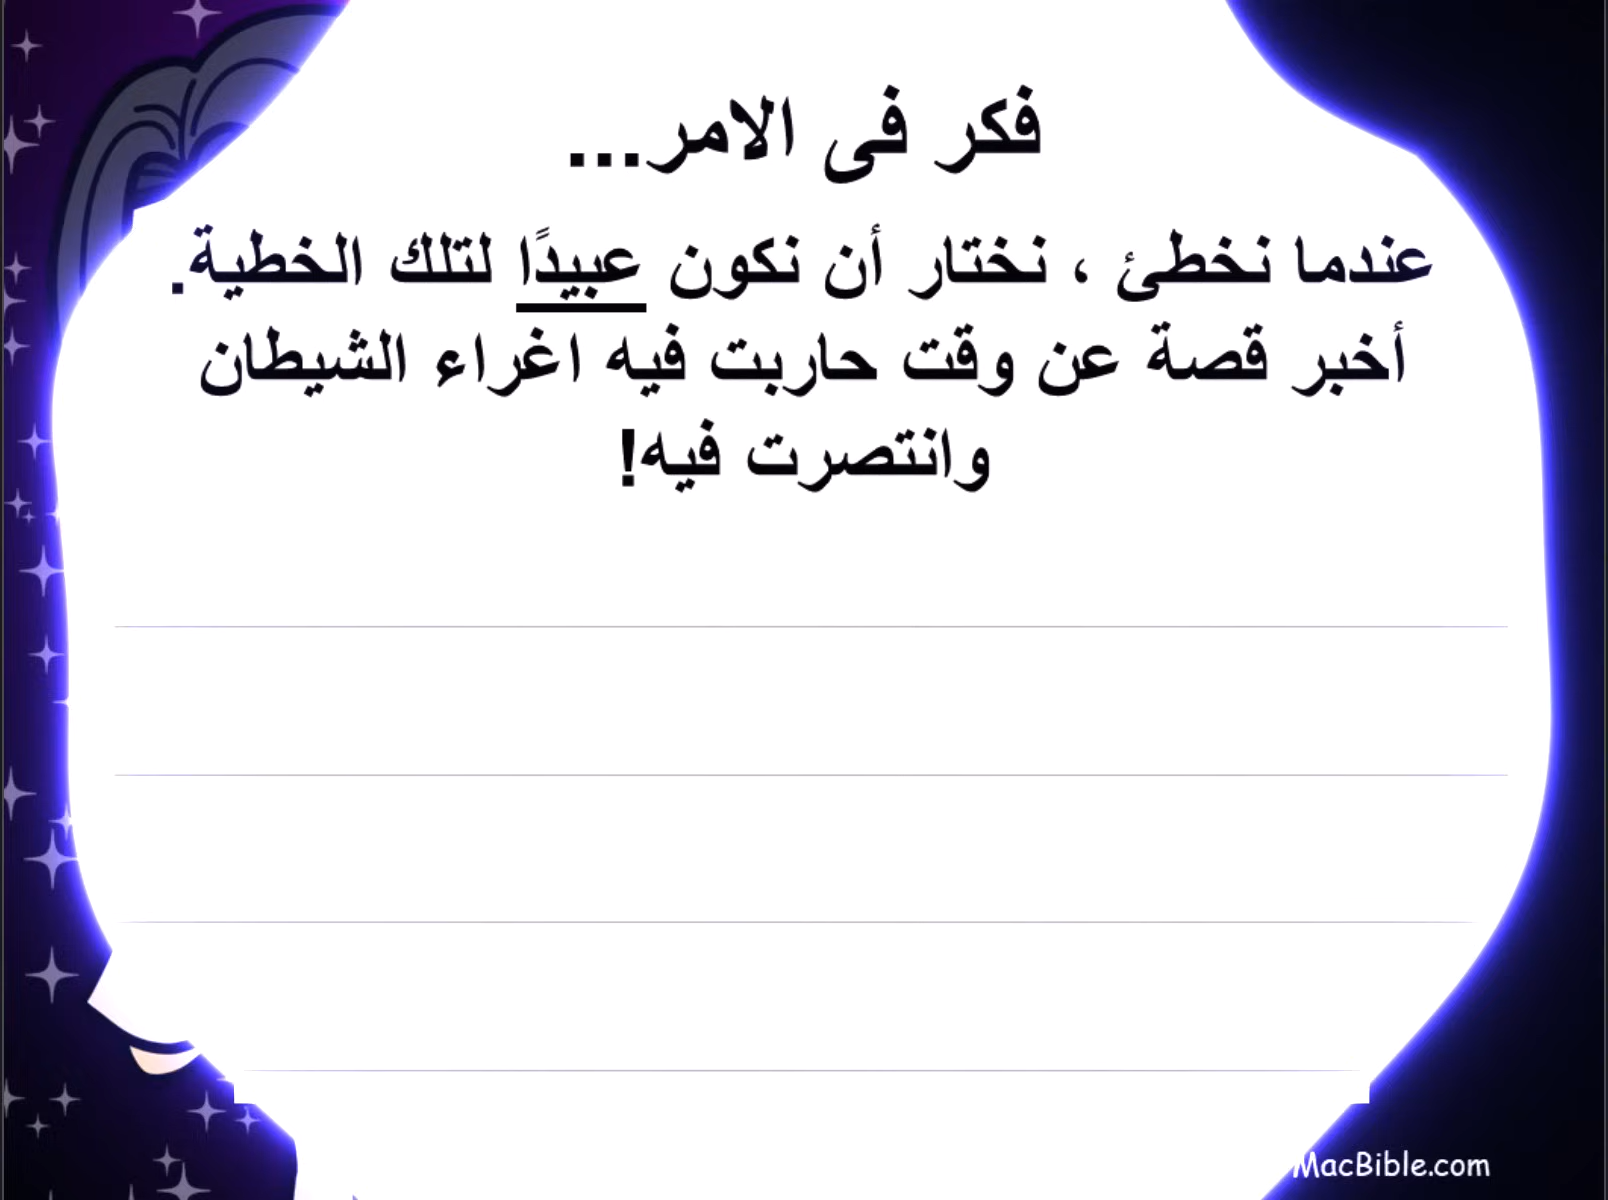 فكر فى الامر...
عندما نخطئ ، نختار أن نكون عبيدًا لتلك الخطية.
أخبر قصة عن وقت حاربت فيه اغراء الشيطان
وانتصرت فيه!
MacBible.com